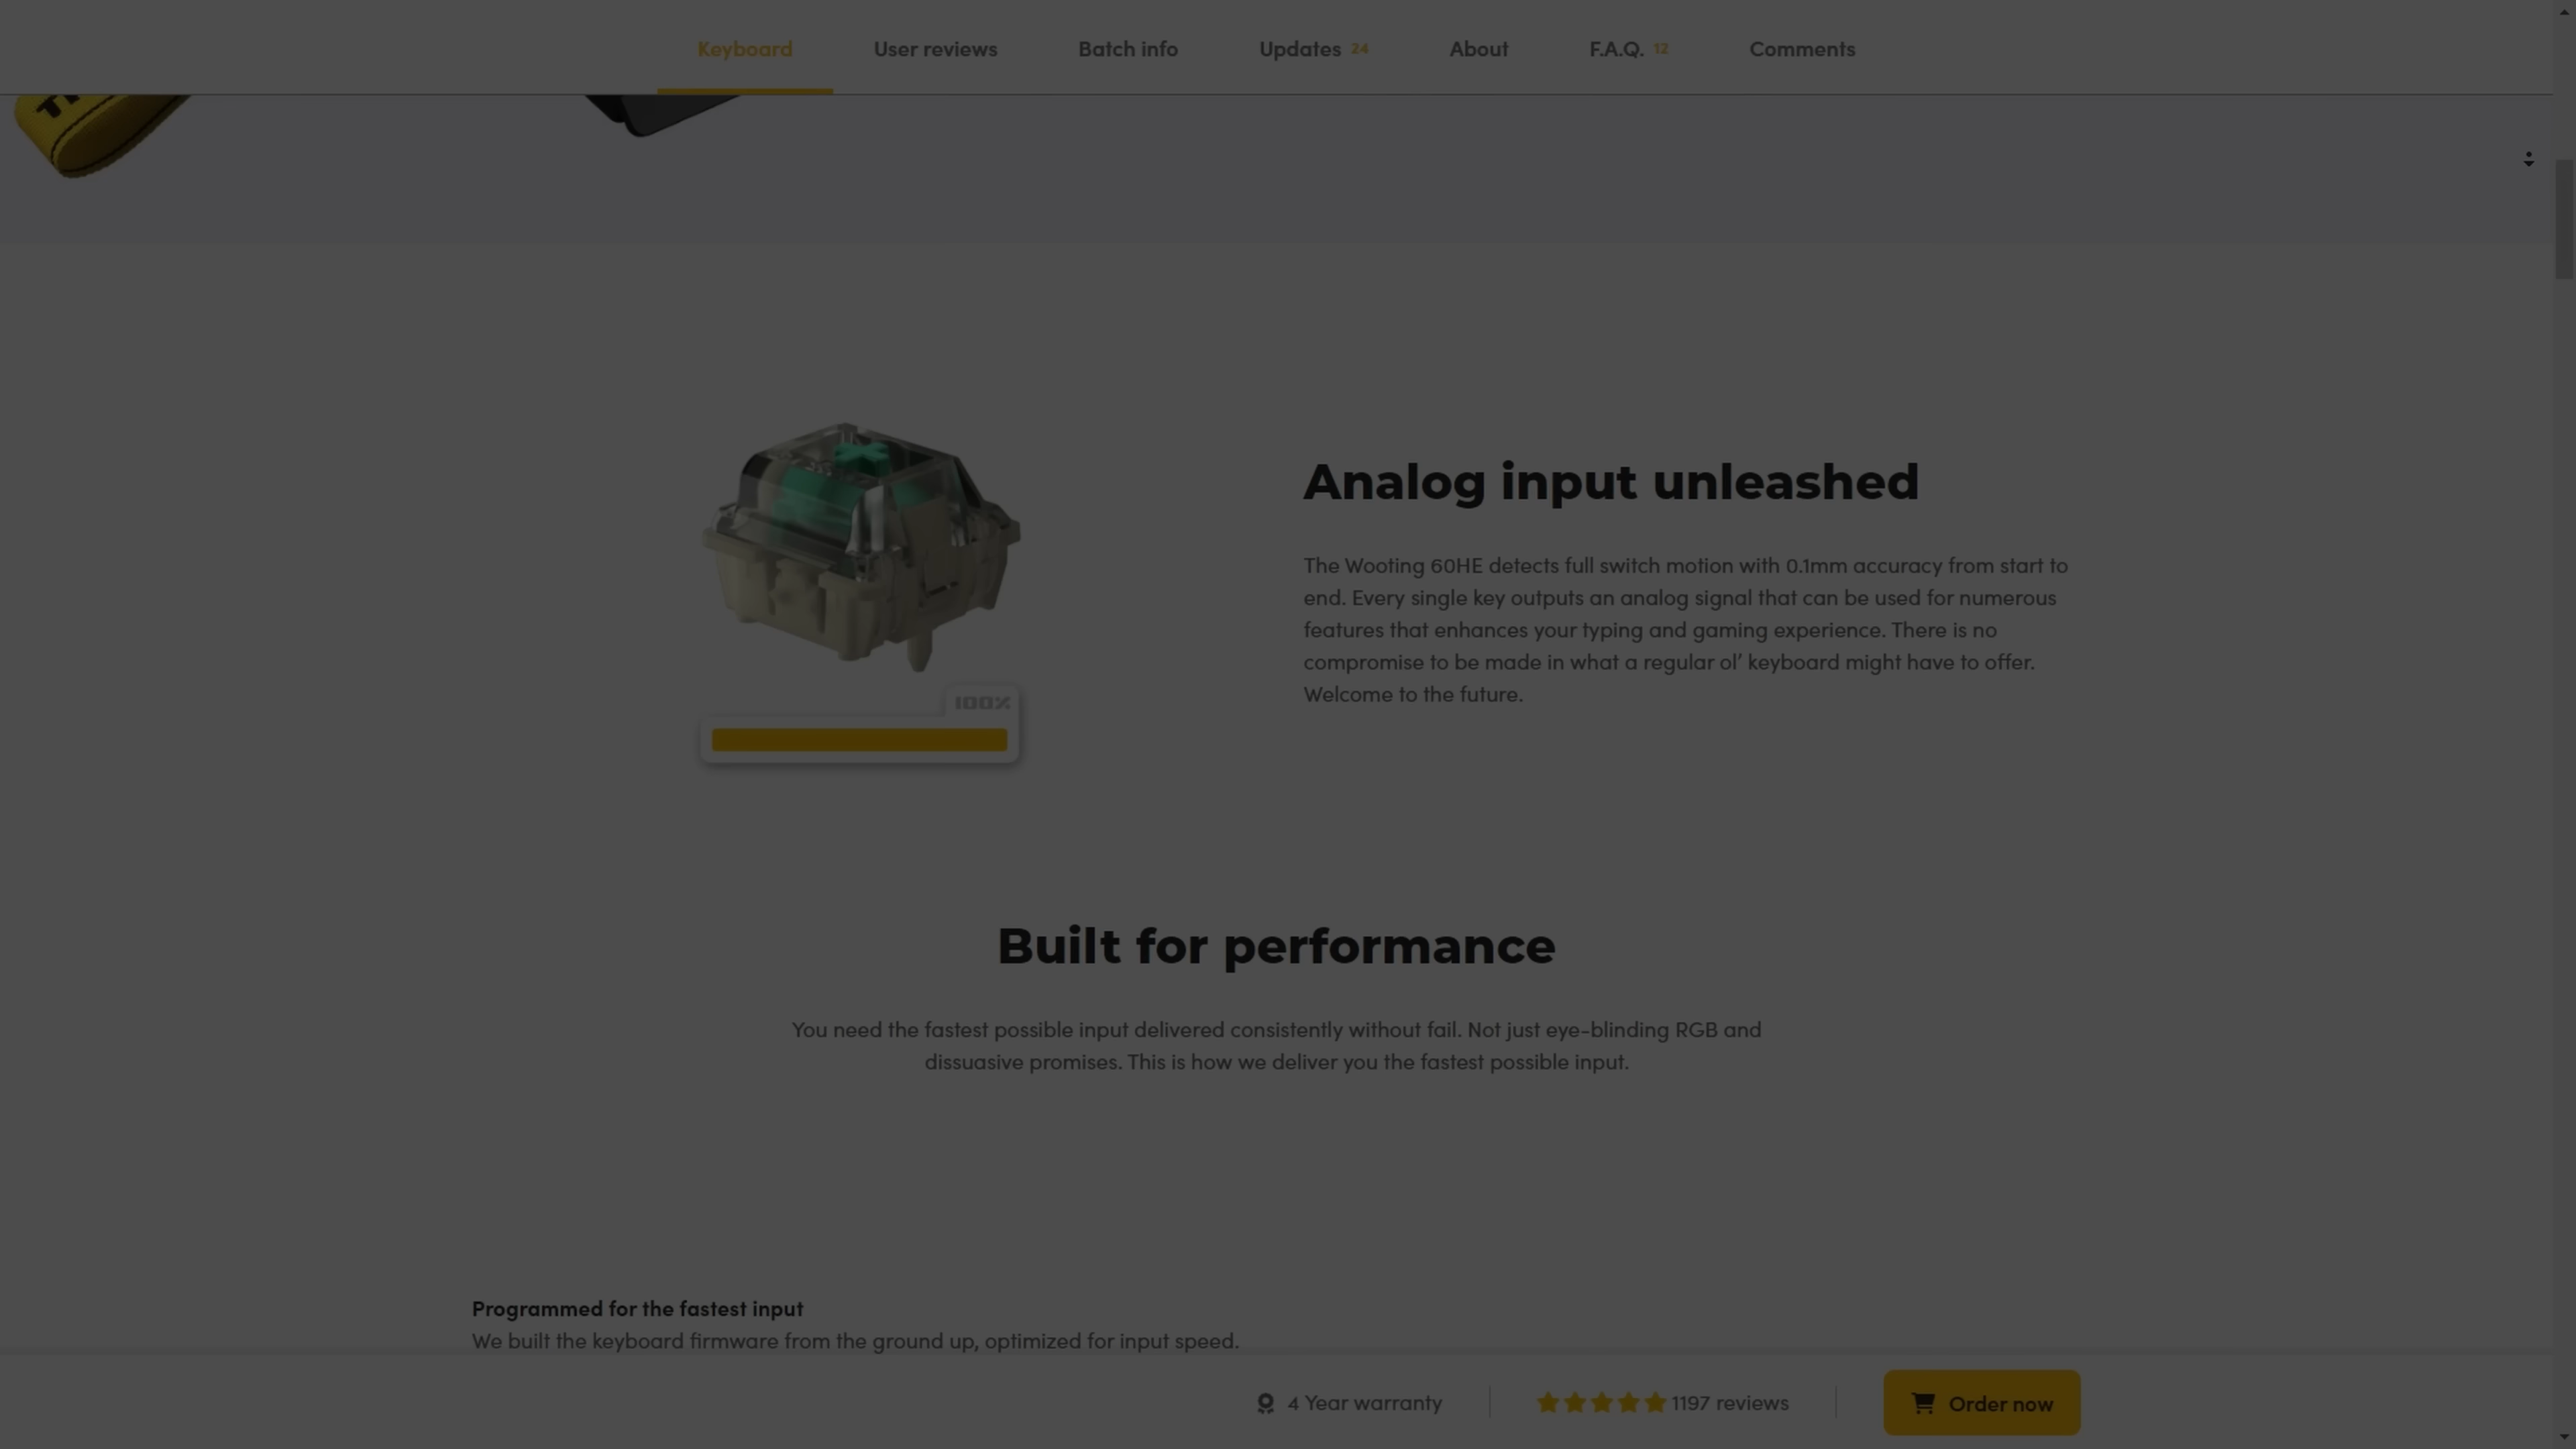 Keyboard
User reviews
Batch info
Updates 24
About
F.A.Q. 12
Comments
Analog input unleashed
The Wooting 60HE detects full switch motion with 0.1mm accuracy from start to
end. Every single key outputs an analog signal that can be used for numerous
features that enhances your typing and gaming experience. There is no
compromise to be made in what a regular ol’ keyboard might have to offer.
Welcome to the future.
100%
Built for performance
You need the fastest possible input delivered consistently without fail. Not just eye-blinding RGB and
dissuasive promises. This is how we deliver you the fastest possible input.
Programmed for the fastest input
We built the keyboard firmware from the ground up, optimized for input speed.
4 Year warranty
1197 reviews
Order now